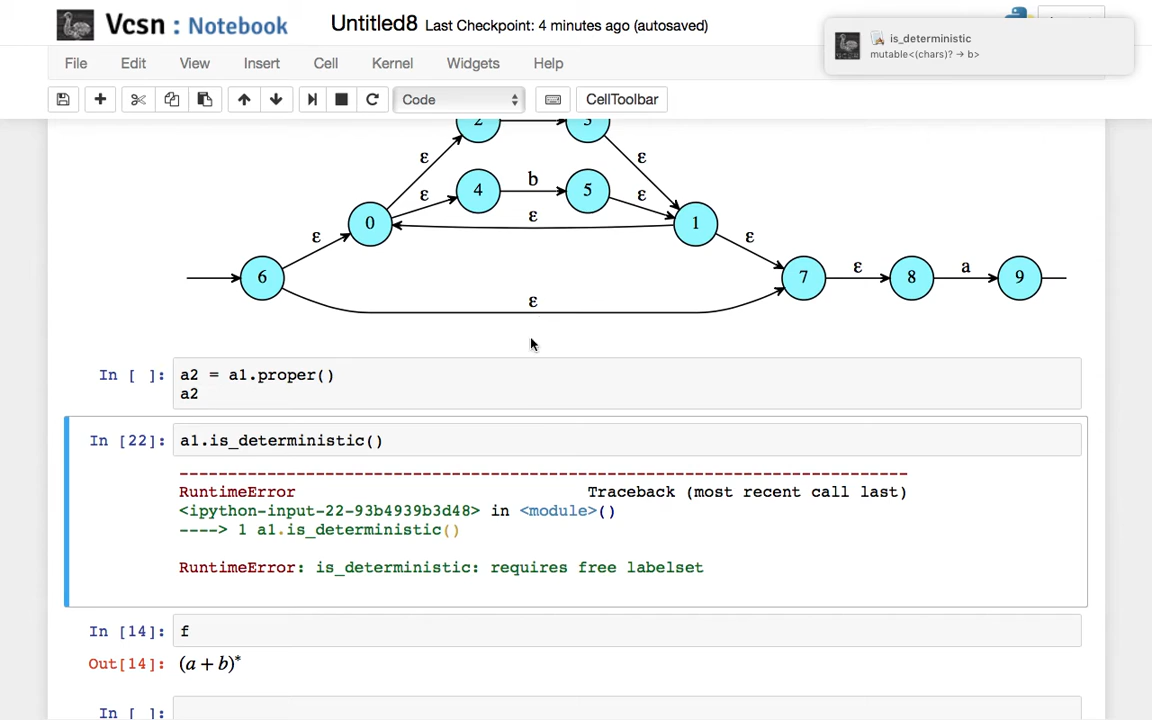 Vcsn : Notebook
Untitled8 Last Checkpoint: 4 minutes ago (autosaved)
is_deterministic
mutable<(chars)? → b>
File Edit View Insert Cell Kernel Widgets Help
Code
CellToolbar
2
ε ε
4 b 5
ε ε
ε
0 1
ε ε
6 7 ε 8 a 9
ε
In [ ]: a2 = a1.proper()
a2
In [22]: a1.is_deterministic()
---------------------------------------------------------------------------
RuntimeError Traceback (most recent call last)
<ipython-input-22-93b4939b3d48> in <module>()
----> 1 a1.is_deterministic()
RuntimeError: is_deterministic: requires free labelset
In [14]: f
Out[14]: (a + b)*
In [ ]: